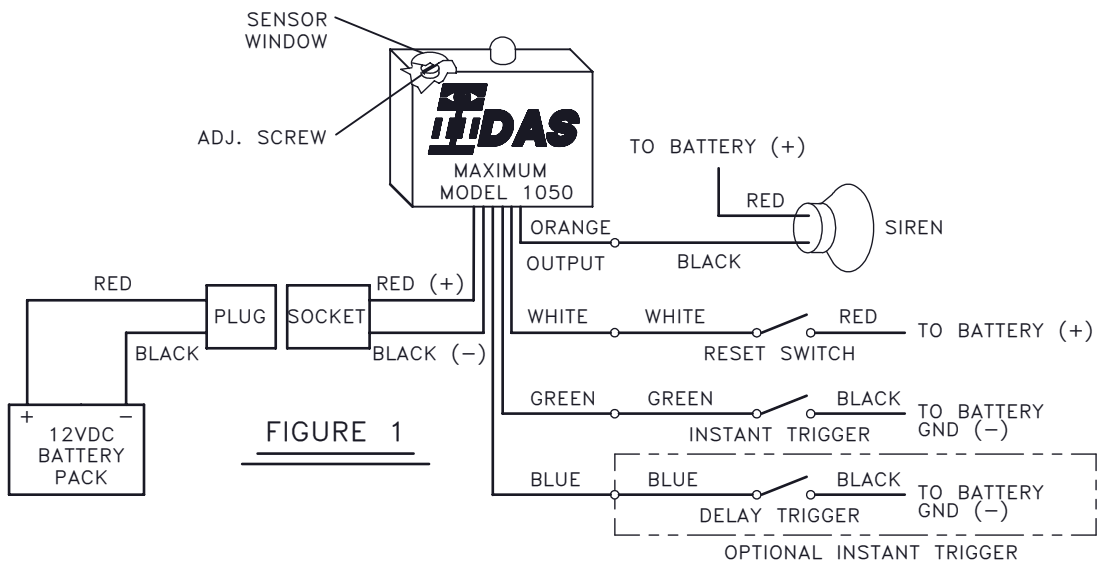 SENSOR
WINDOW
ADJ. SCREW
DAS
MAXIMUM
MODEL 1050
TO BATTERY (+)
RED
SIREN
ORANGE
OUTPUT
BLACK
RED
PLUG
SOCKET
RED (+)
BLACK
BLACK (−)
WHITE
WHITE
RED
TO BATTERY (+)
RESET SWITCH
GREEN
GREEN
BLACK
TO BATTERY
GND (−)
INSTANT TRIGGER
+ −
12VDC
BATTERY
PACK
FIGURE 1
BLUE
BLUE
BLACK
TO BATTERY
GND (−)
DELAY TRIGGER
OPTIONAL INSTANT TRIGGER